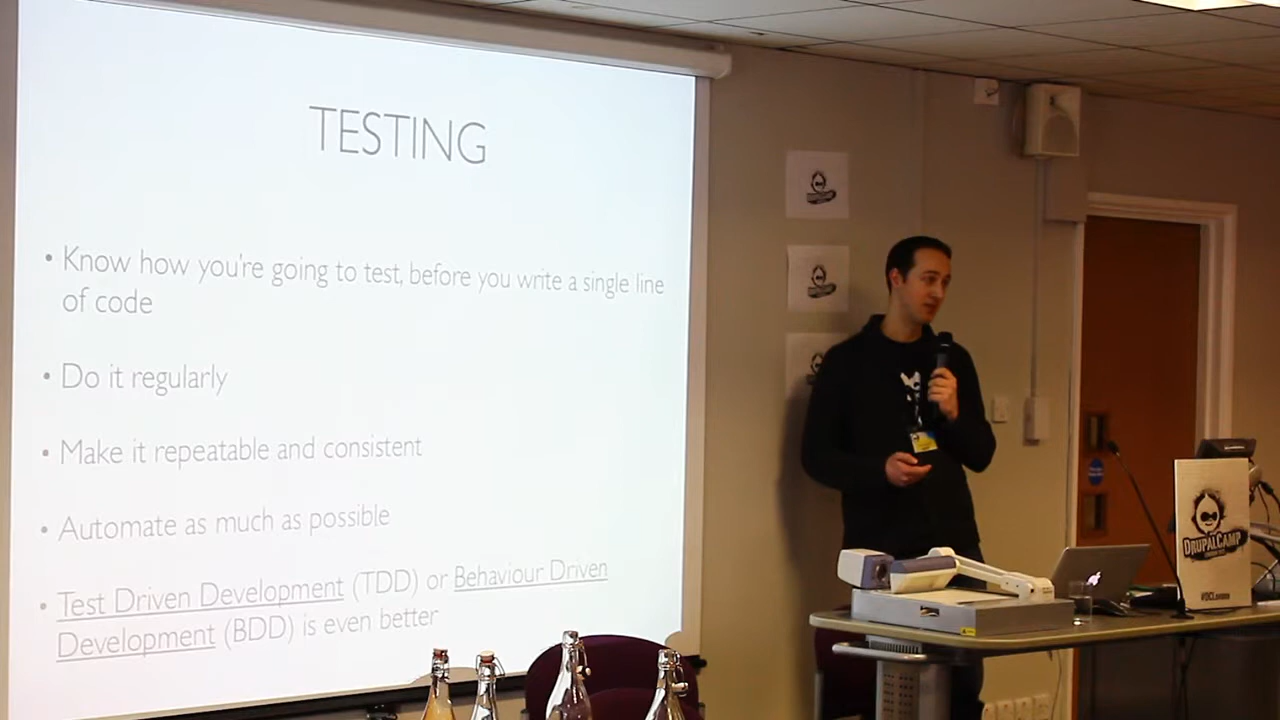 TESTING
• Know how you're going to test, before you write a single line
of code
• Do it regularly
• Make it repeatable and consistent
• Automate as much as possible
• Test Driven Development (TDD) or Behaviour Driven
Development (BDD) is even better
DRUPALCAMP
#DCLondon